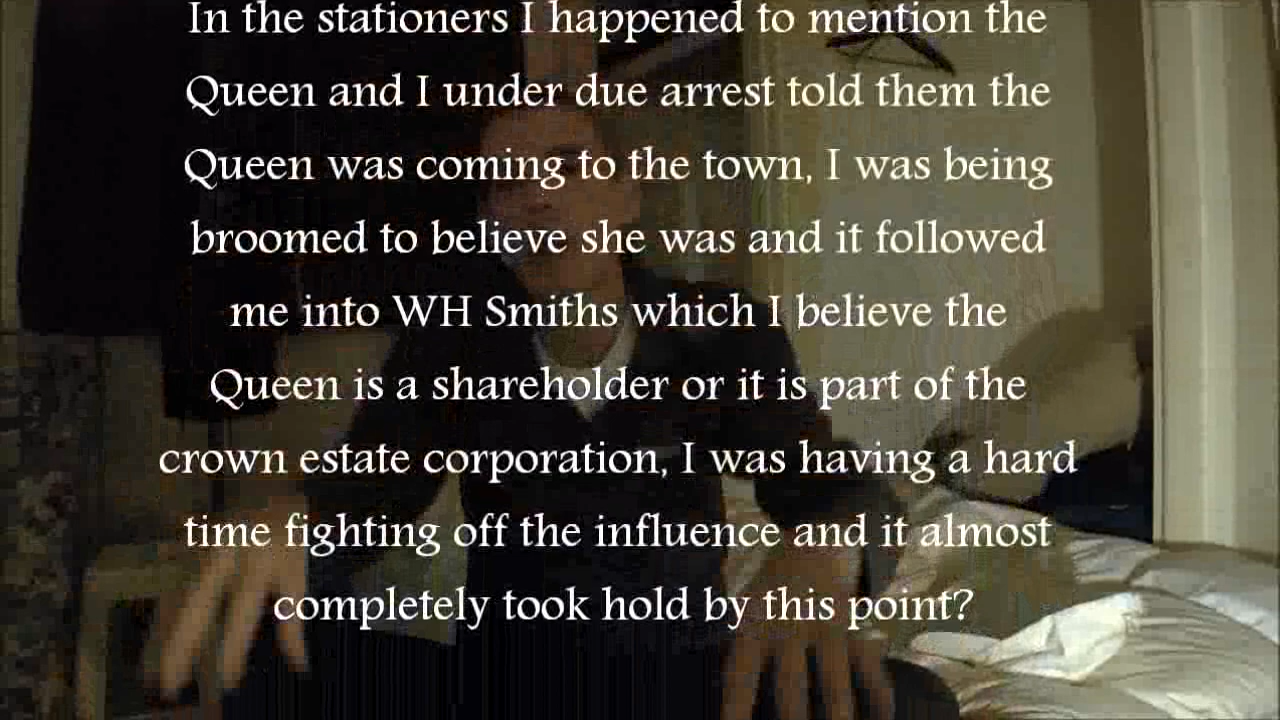 In the stationers I happened to mention the
Queen and I under due arrest told them the
Queen was coming to the town, I was being
broomed to believe she was and it followed
me into WH Smiths which I believe the
Queen is a shareholder or it is part of the
crown estate corporation, I was having a hard
time fighting off the influence and it almost
completely took hold by this point?